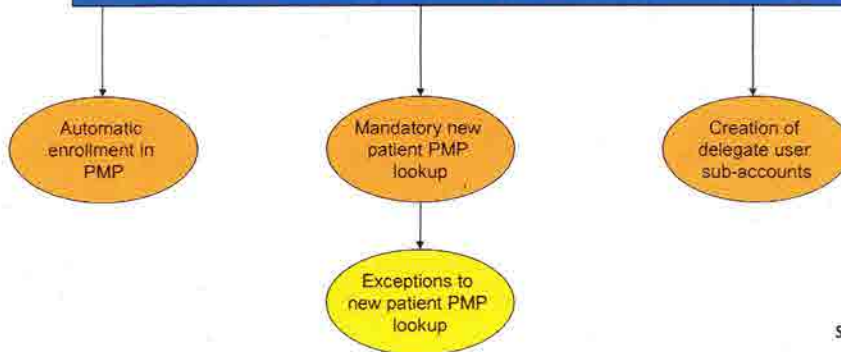 Automatic
enrollment in
PMP
Mandatory new
patient PMP
lookup
Creation of
delegate user
sub-accounts
Exceptions to
new patient PMP
lookup